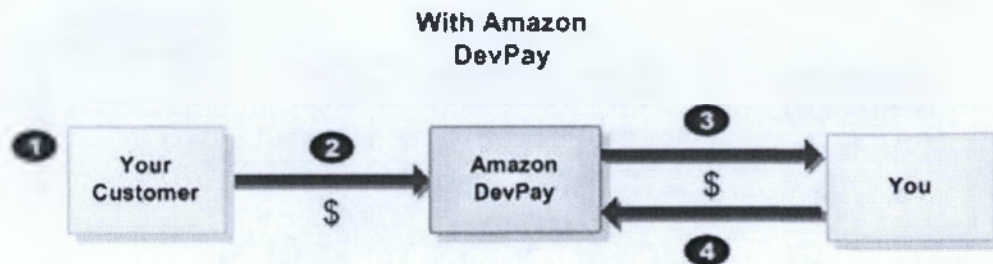 With Amazon
DevPay
1
Your
Customer
2
$
Amazon
DevPay
3
$
4
You